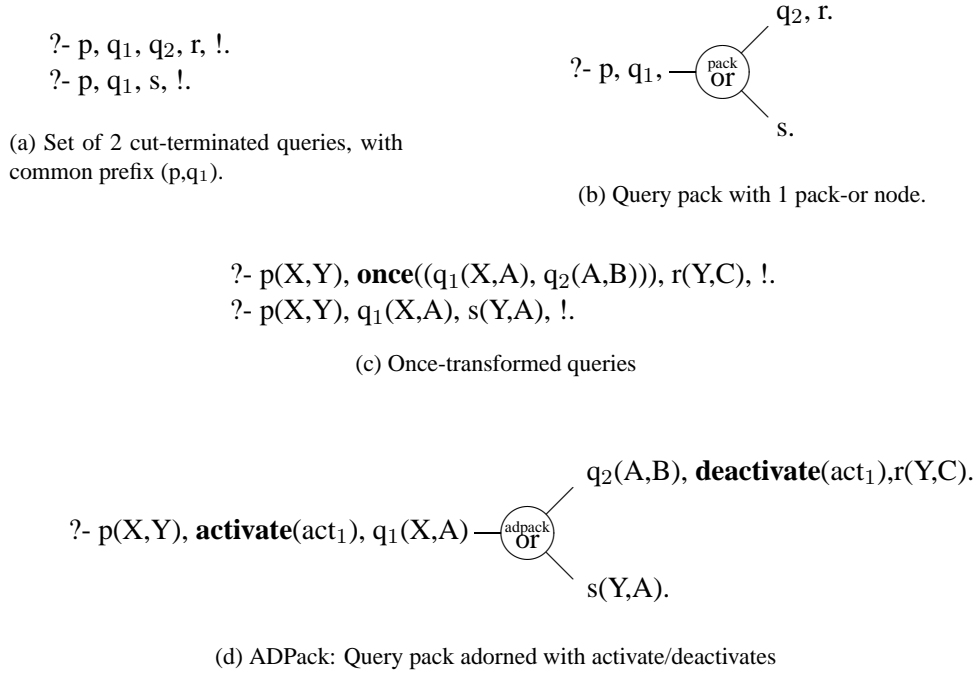 ?- p, q₁, q₂, r, !.
?- p, q₁, s, !.
(a) Set of 2 cut-terminated queries, with
common prefix (p,q₁).
q₂, r.
?- p, q₁,
pack
or
s.
(b) Query pack with 1 pack-or node.
?- p(X,Y), once((q₁(X,A), q₂(A,B))), r(Y,C), !.
?- p(X,Y), q₁(X,A), s(Y,A), !.
(c) Once-transformed queries
q₂(A,B), deactivate(act₁),r(Y,C).
?- p(X,Y), activate(act₁), q₁(X,A)
adpack
or
s(Y,A).
(d) ADPack: Query pack adorned with activate/deactivates